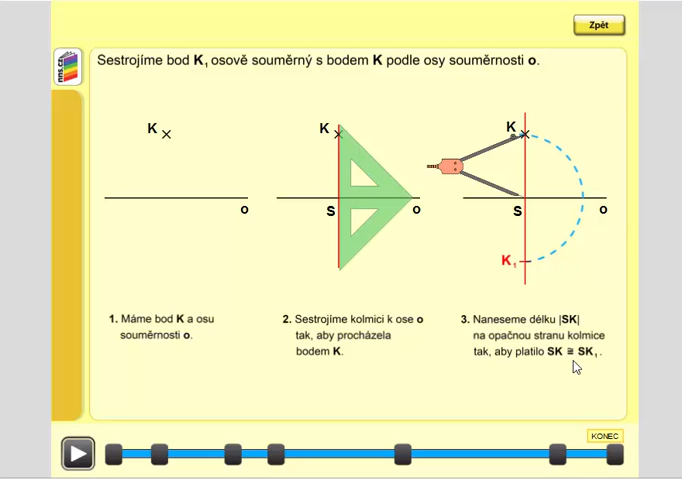 Zpět
nns.cz
Sestrojíme bod K₁ osově souměrný s bodem K podle osy souměrnosti o.
K
o
K
S
o
K
S
o
K₁
1. Máme bod K a osu
souměrnosti o.
2. Sestrojíme kolmici k ose o
tak, aby procházela
bodem K.
3. Naneseme délku |SK|
na opačnou stranu kolmice
tak, aby platilo SK ≅ SK₁.
KONEC